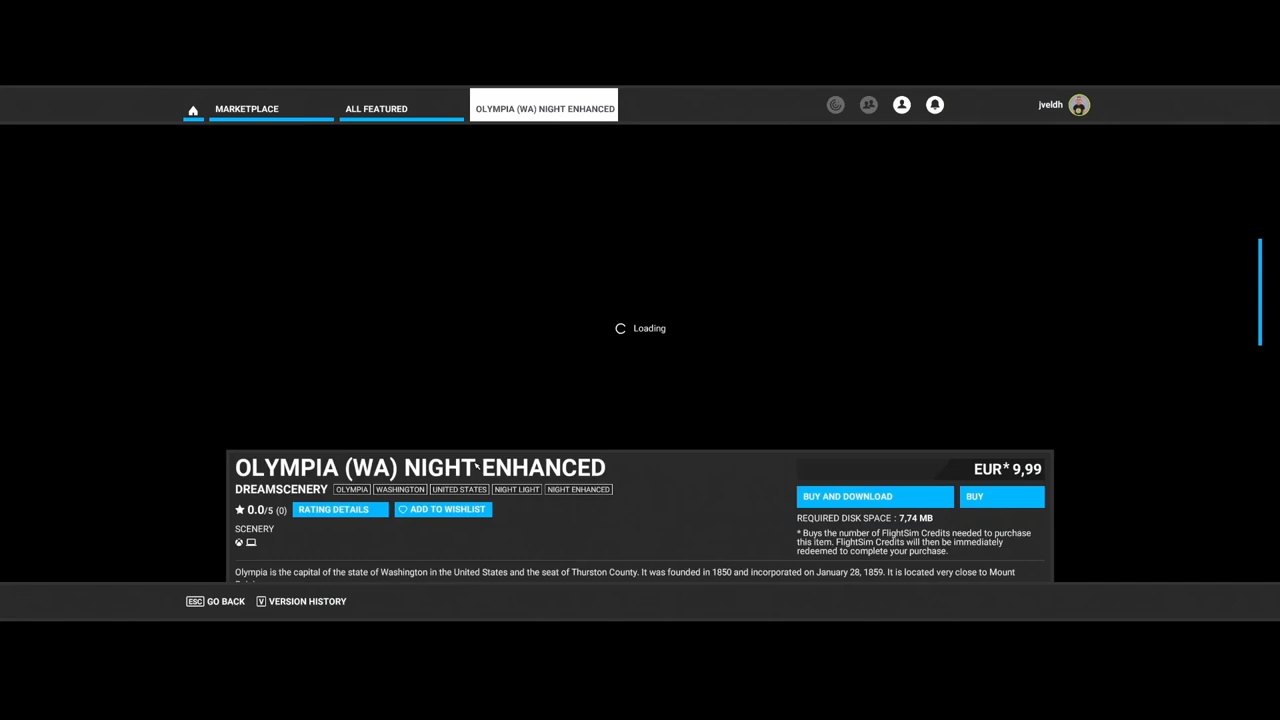 MARKETPLACE
ALL FEATURED
OLYMPIA (WA) NIGHT ENHANCED
jveldh
Loading
OLYMPIA (WA) NIGHT ENHANCED
DREAMSCENERY OLYMPIA WASHINGTON UNITED STATES NIGHT LIGHT NIGHT ENHANCED
0.0/5 (0) RATING DETAILS ADD TO WISHLIST
SCENERY
EUR* 9,99
BUY AND DOWNLOAD BUY
REQUIRED DISK SPACE : 7,74 MB
* Buys the number of FlightSim Credits needed to purchase
this item. FlightSim Credits will then be immediately
redeemed to complete your purchase.
Olympia is the capital of the state of Washington in the United States and the seat of Thurston County. It was founded in 1850 and incorporated on January 28, 1859. It is located very close to Mount
ESC GO BACK V VERSION HISTORY